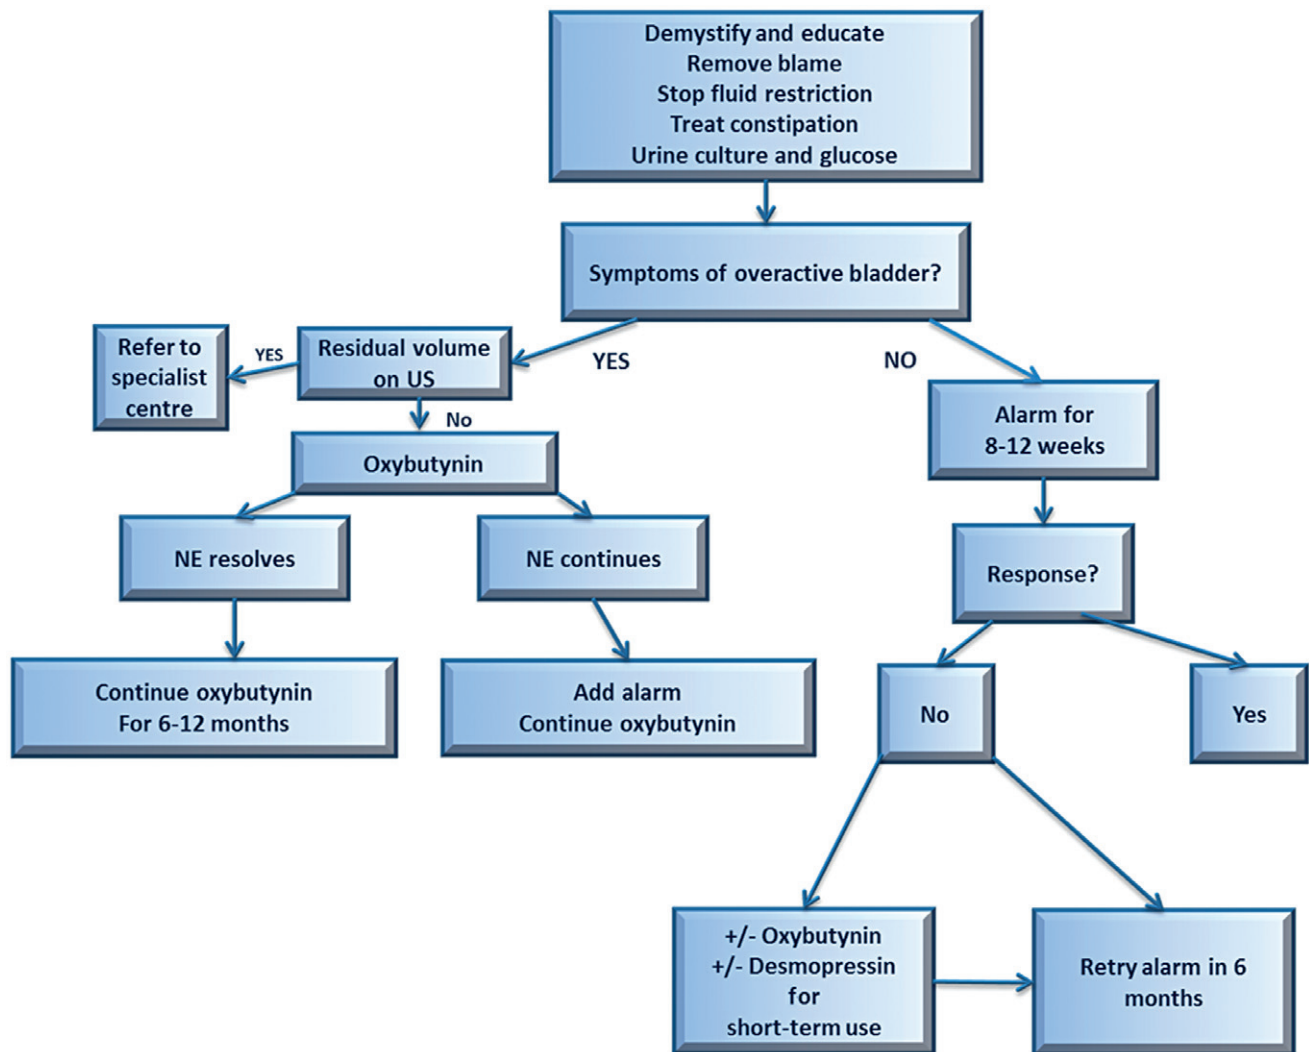 Demystify and educate
Remove blame
Stop fluid restriction
Treat constipation
Urine culture and glucose
Symptoms of overactive bladder?
YES
NO
Refer to
specialist
centre
YES
Residual volume
on US
No
Oxybutynin
Alarm for
8-12 weeks
NE resolves
NE continues
Response?
Continue oxybutynin
For 6-12 months
Add alarm
Continue oxybutynin
No
Yes
+/- Oxybutynin
+/- Desmopressin
for
short-term use
Retry alarm in 6
months